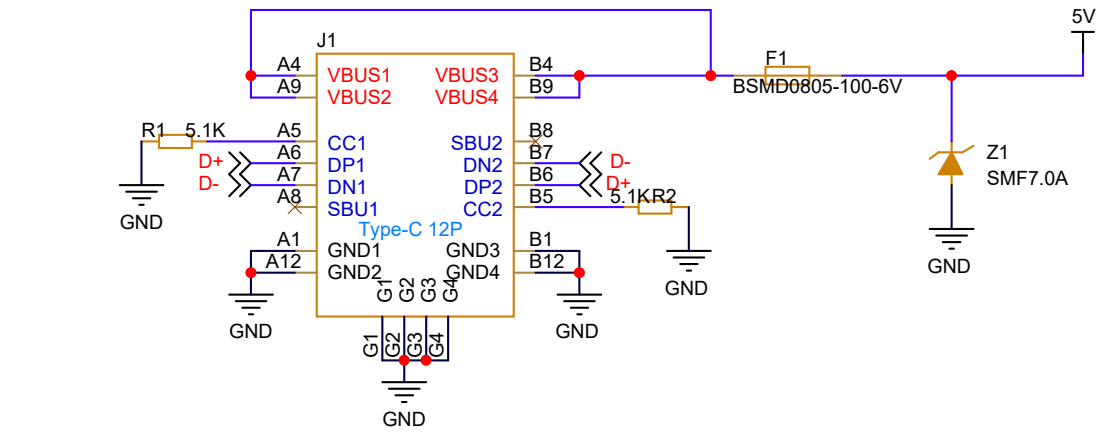 5V
J1
F1
A4 VBUS1 VBUS3 B4
BSMD0805-100-6V
A9 VBUS2 VBUS4 B9
R1 5.1K A5 CC1 SBU2 B8
D+ A6 DP1 DN2 B7 D-
Z1
D- A7 DN1 DP2 B6 D+
SMF7.0A
A8 SBU1 CC2 B5 5.1K R2
GND
Type-C 12P
A1 GND1 GND3 B1
A12 GND2 GND4 B12
GND
GND
G1 G2 G3 G4
GND
GND
G1 G2 G3 G4
GND